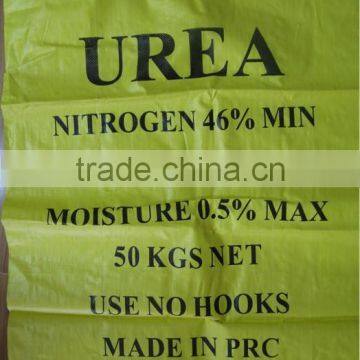 UREA
NITROGEN 46% MIN
trade.china.cn
MOISTURE 0.5% MAX
50 KGS NET
USE NO HOOKS
MADE IN PRC